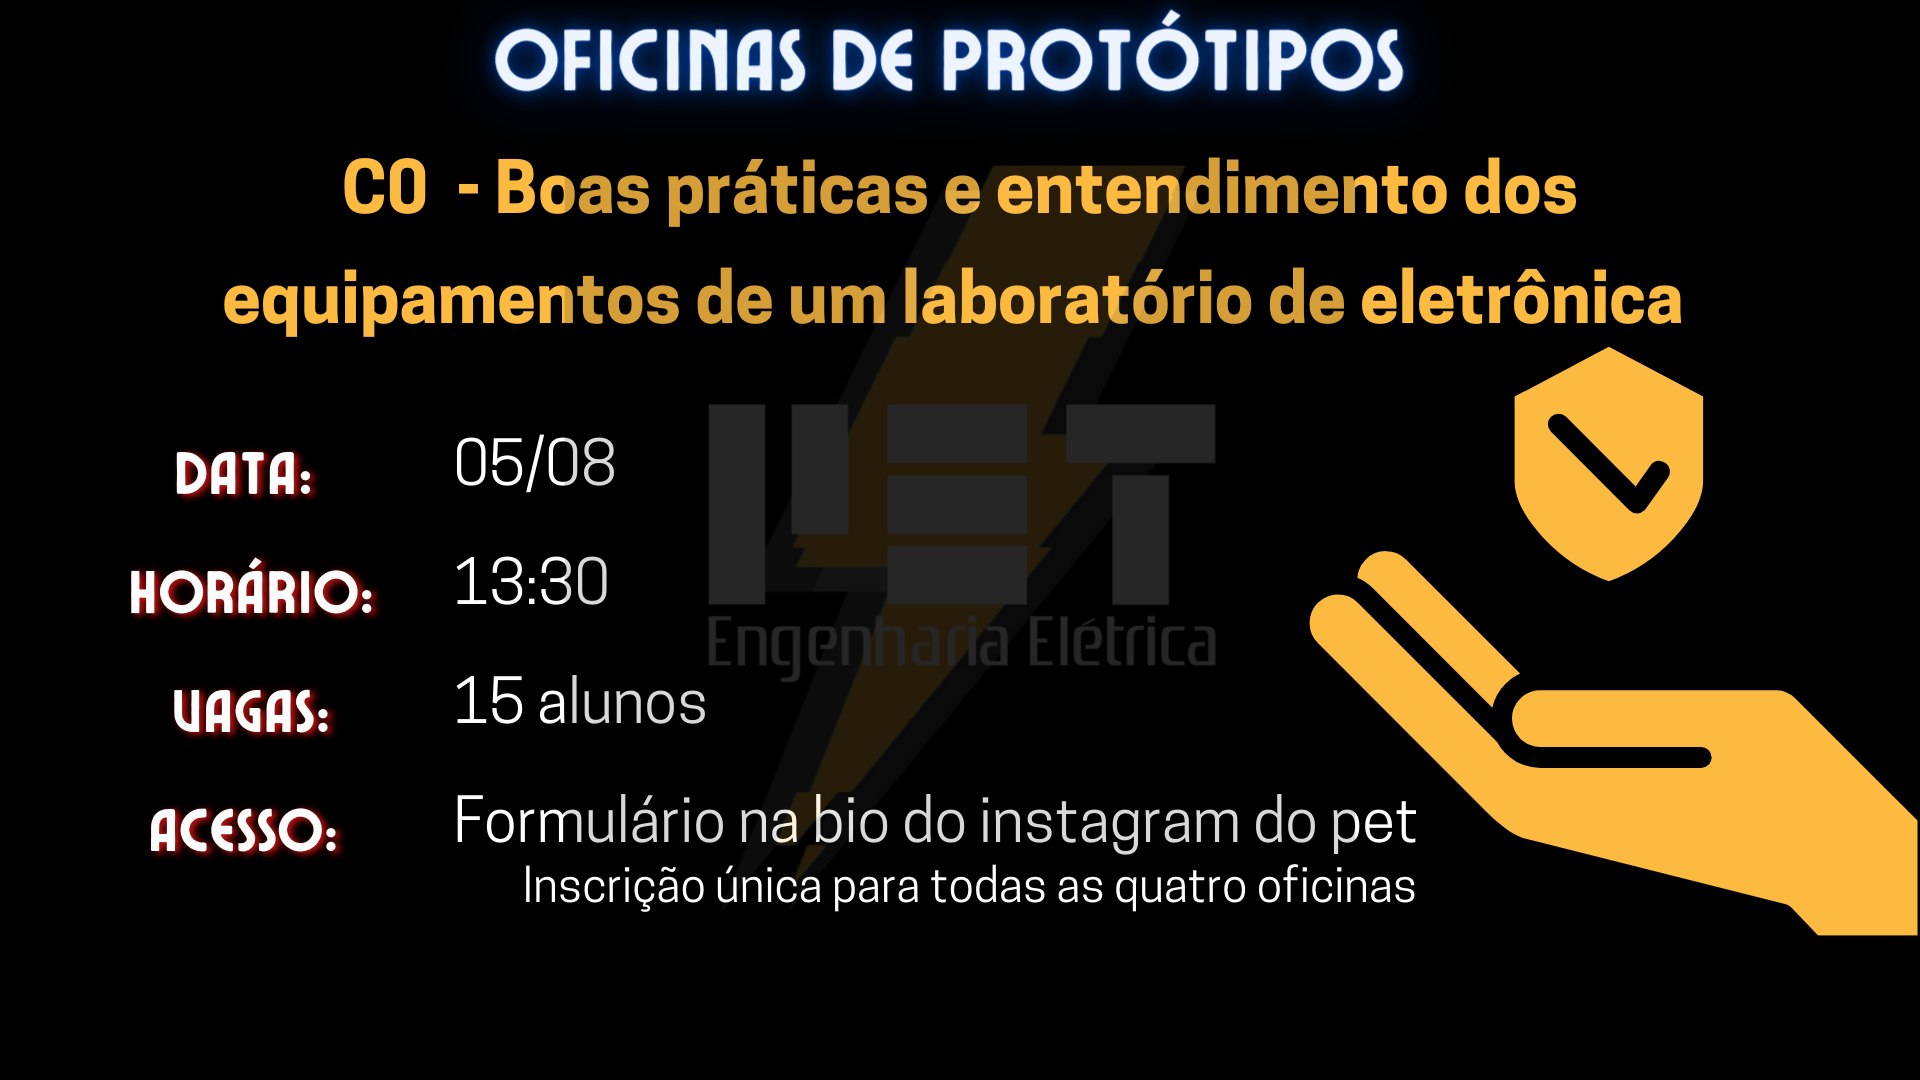 OFICINAS DE PROTÓTIPOS
C0 - Boas práticas e entendimento dos
equipamentos de um laboratório de eletrônica
DATA: 05/08
HORÁRIO: 13:30
VAGAS: 15 alunos
ACESSO: Formulário na bio do instagram do pet
Inscrição única para todas as quatro oficinas
PET
Engenharia Elétrica